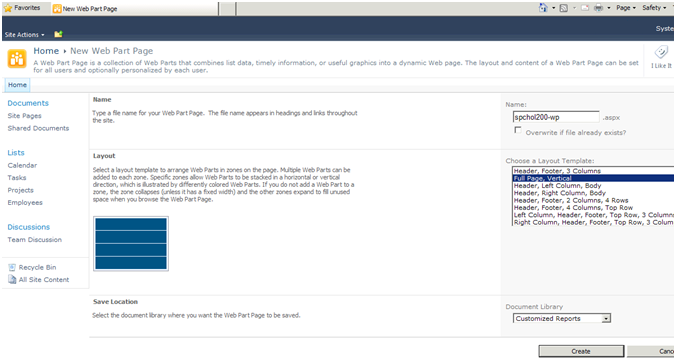 Favorites
New Web Part Page
Page
Safety
Site Actions
Syste
Home
New Web Part Page
A Web Part Page is a collection of Web Parts that combines list data, timely information, or useful graphics into a dynamic Web page. The layout and content of a Web Part Page can be set
for all users and optionally personalized by each user.
I Like It
Home
Documents
Site Pages
Shared Documents
Lists
Calendar
Tasks
Projects
Employees
Discussions
Team Discussion
Recycle Bin
All Site Content
Name
Type a file name for your Web Part Page. The file name appears in headings and links throughout
the site.
Name:
spchol200-wp .aspx
Overwrite if file already exists?
Layout
Select a layout template to arrange Web Parts in zones on the page. Multiple Web Parts can be
added to each zone. Specific zones allow Web Parts to be stacked in a horizontal or vertical
direction, which is illustrated by differently colored Web Parts. If you do not add a Web Part to a
zone, the zone collapses (unless it has a fixed width) and the other zones expand to fill unused
space when you browse the Web Part Page.
Choose a Layout Template:
Header, Footer, 3 Columns
Full Page, Vertical
Header, Left Column, Body
Header, Right Column, Body
Header, Footer, 2 Columns, 4 Rows
Header, Footer, 4 Columns, Top Row
Left Column, Header, Footer, Top Row, 3 Column
Right Column, Header, Footer, Top Row, 3 Colum
Save Location
Select the document library where you want the Web Part Page to be saved.
Document Library
Customized Reports
Create
Canc